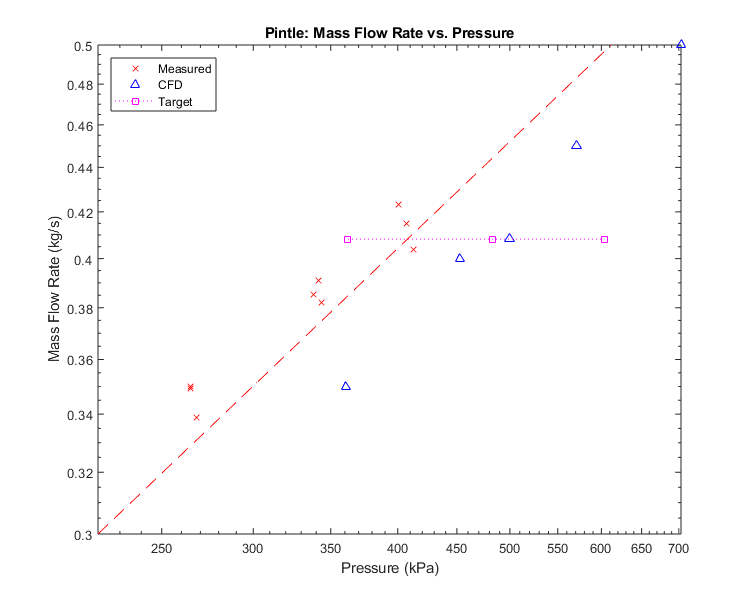 Pintle: Mass Flow Rate vs. Pressure
Measured
CFD
Target
Mass Flow Rate (kg/s)
0.5
0.48
0.46
0.44
0.42
0.4
0.38
0.36
0.34
0.32
0.3
250 300 350 400 450 500 550 600 650 700
Pressure (kPa)